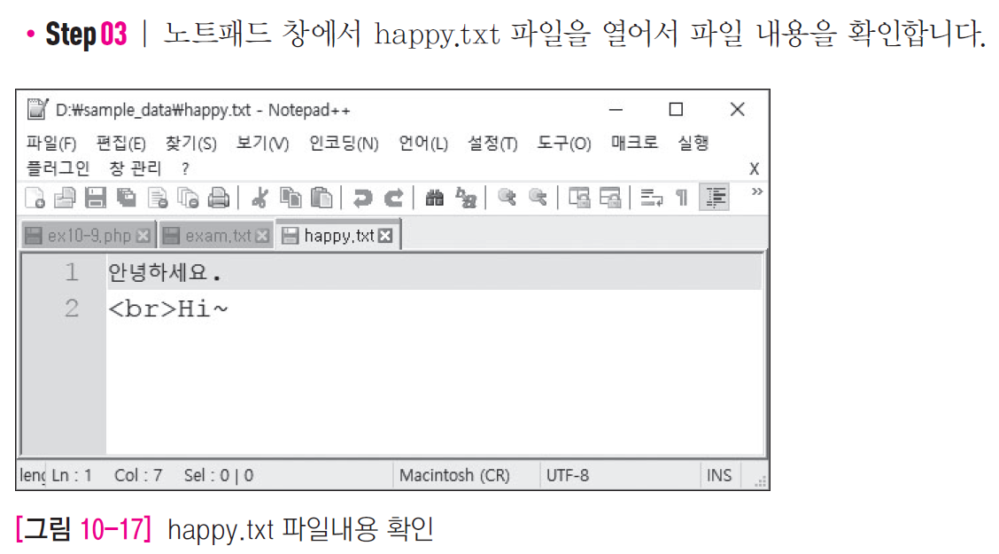 • Step 03 | 노트패드 창에서 happy.txt 파일을 열어서 파일 내용을 확인합니다.
D:₩sample_data₩happy.txt - Notepad++
파일(F) 편집(E) 찾기(S) 보기(V) 인코딩(N) 언어(L) 설정(T) 도구(O) 매크로 실행
플러그인 창 관리 ? X
ex10-9.php exam.txt happy.txt
1 안녕하세요.
2 <br>Hi~
leng Ln : 1 Col : 7 Sel : 0 | 0 Macintosh (CR) UTF-8 INS
[그림 10-17] happy.txt 파일내용 확인